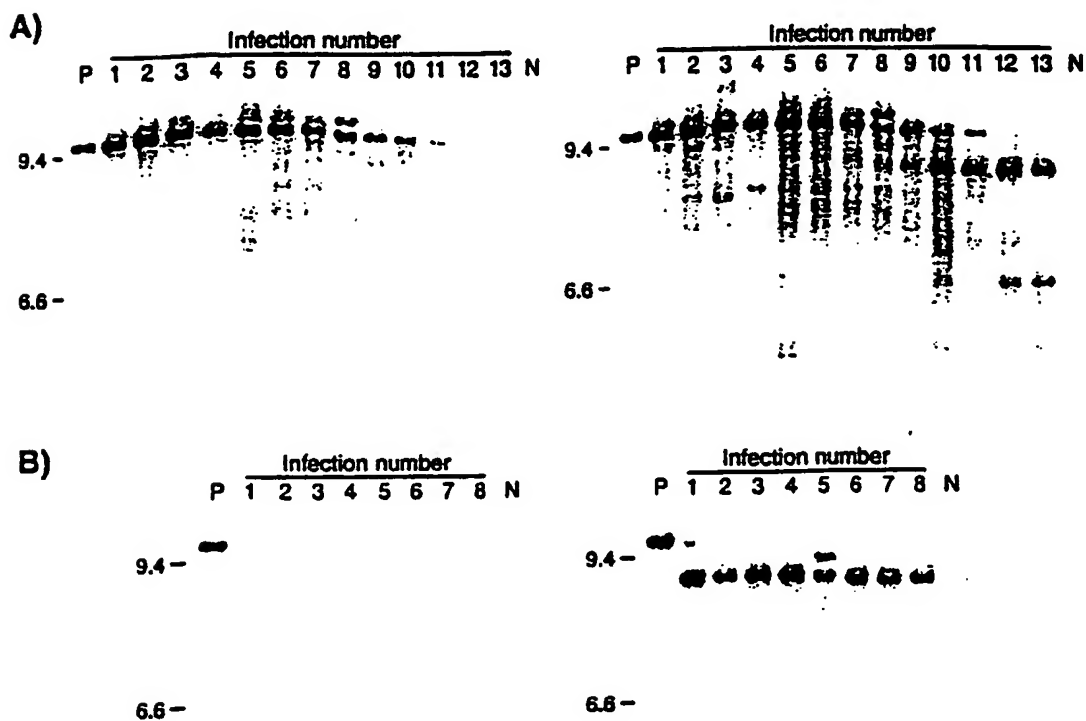 A)
Infection number
P 1 2 3 4 5 6 7 8 9 10 11 12 13 N
9.4 –
6.6 –
Infection number
P 1 2 3 4 5 6 7 8 9 10 11 12 13 N
9.4 –
6.6 –
B)
Infection number
P 1 2 3 4 5 6 7 8 N
9.4 –
6.6 –
Infection number
P 1 2 3 4 5 6 7 8 N
9.4 –
6.6 –